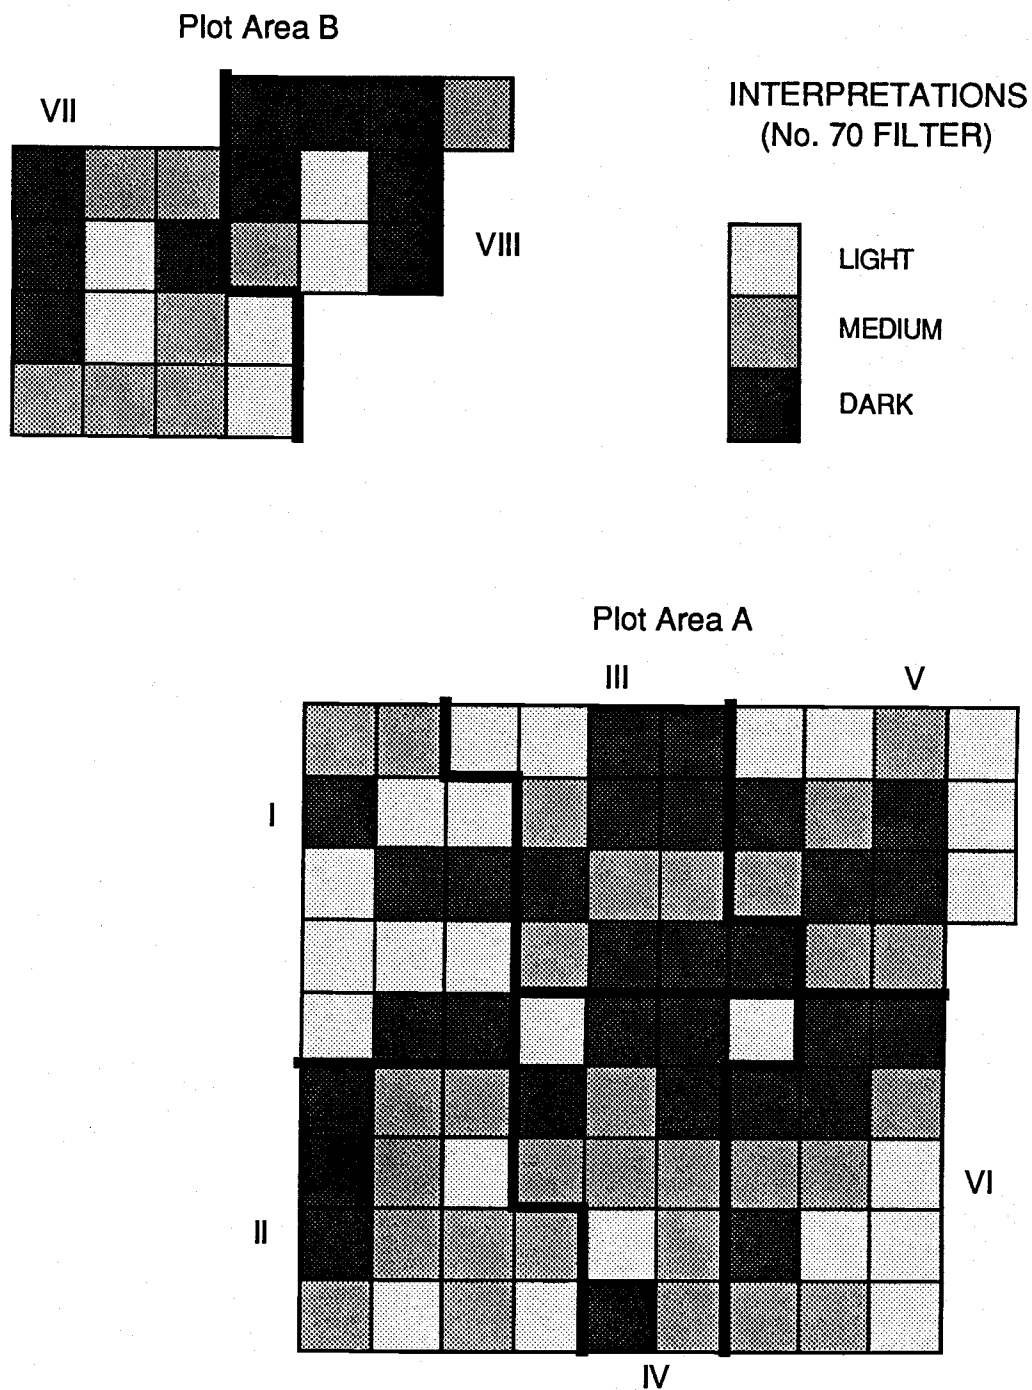 Plot Area B
VII
VIII
INTERPRETATIONS
(No. 70 FILTER)
LIGHT
MEDIUM
DARK
Plot Area A
III
V
I
VI
II
IV